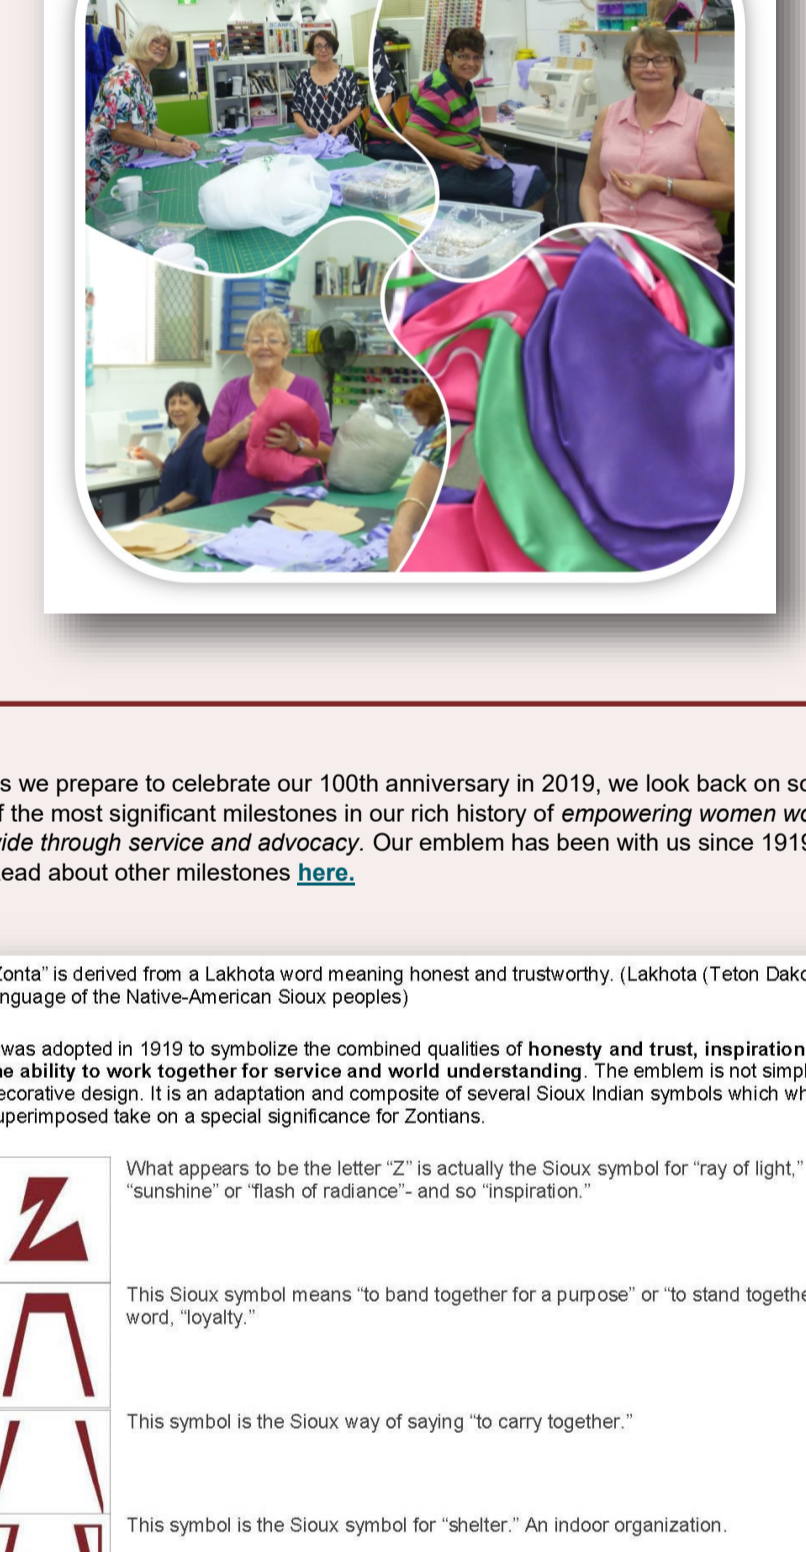 s we prepare to celebrate our 100th anniversary in 2019, we look back on so
f the most significant milestones in our rich history of empowering women wo
ide through service and advocacy. Our emblem has been with us since 1919
ead about other milestones here.
Zonta” is derived from a Lakhota word meaning honest and trustworthy. (Lakhota (Teton Dako
nguage of the Native-American Sioux peoples)
was adopted in 1919 to symbolize the combined qualities of honesty and trust, inspiration
e ability to work together for service and world understanding. The emblem is not simpl
ecorative design. It is an adaptation and composite of several Sioux Indian symbols which wh
uperimposed take on a special significance for Zontians.
What appears to be the letter “Z” is actually the Sioux symbol for “ray of light,”
“sunshine” or “flash of radiance”- and so “inspiration.”
This Sioux symbol means “to band together for a purpose” or “to stand togethe
word, “loyalty.”
This symbol is the Sioux way of saying “to carry together.”
This symbol is the Sioux symbol for “shelter.” An indoor organization.